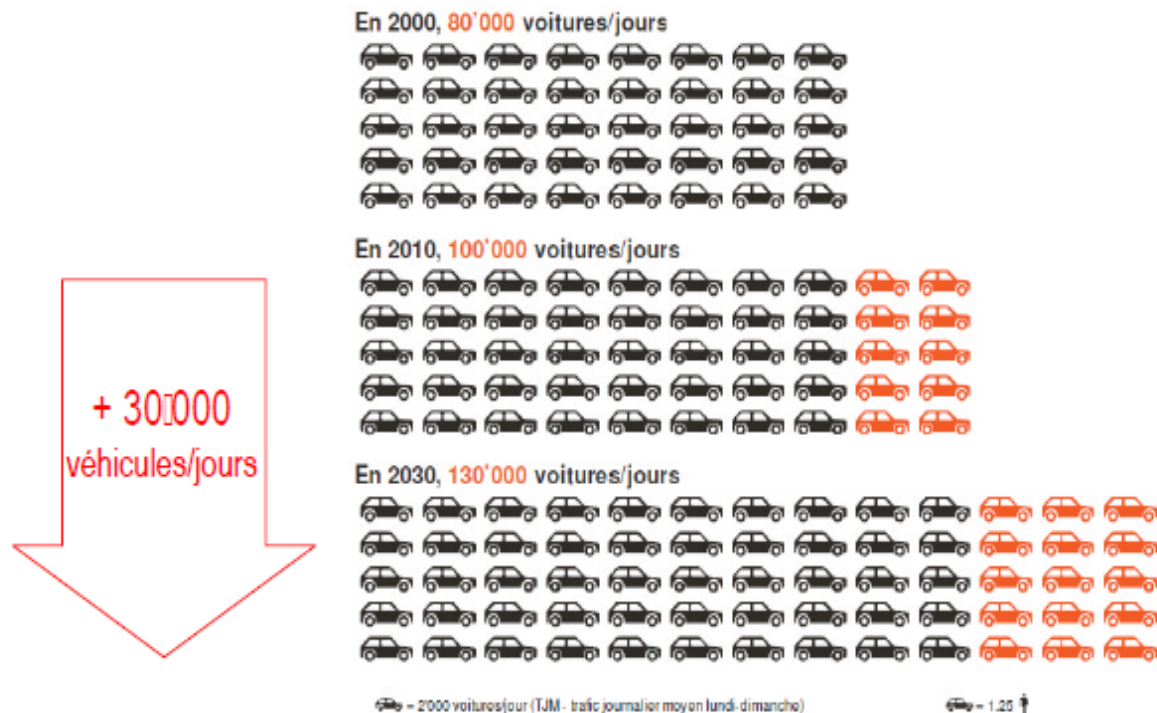 En 2000, 80'000 voitures/jours
En 2010, 100'000 voitures/jours
+ 30▯000
véhicules/jours
En 2030, 130'000 voitures/jours
= 2'000 voitures/jour (TJM - trafic journalier moyen lundi-dimanche)
= 1.25